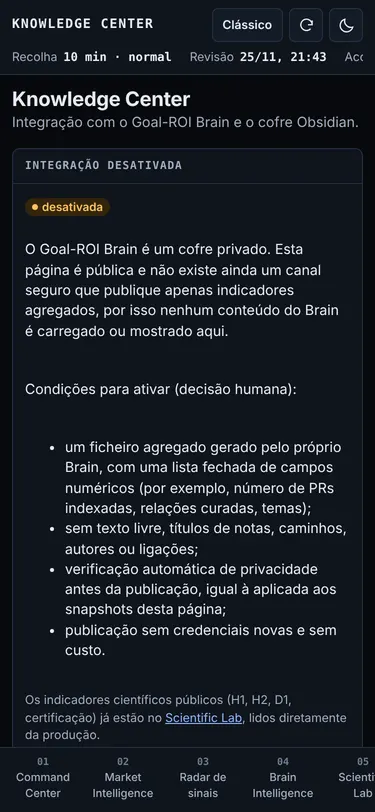 KNOWLEDGE CENTER
Clássico
Recolha 10 min · normal Revisão 25/11, 21:43
Knowledge Center
Integração com o Goal-ROI Brain e o cofre Obsidian.
INTEGRAÇÃO DESATIVADA
desativada
O Goal-ROI Brain é um cofre privado. Esta
página é pública e não existe ainda um canal
seguro que publique apenas indicadores
agregados, por isso nenhum conteúdo do Brain
é carregado ou mostrado aqui.
Condições para ativar (decisão humana):
• um ficheiro agregado gerado pelo próprio
Brain, com uma lista fechada de campos
numéricos (por exemplo, número de PRs
indexadas, relações curadas, temas);
• sem texto livre, títulos de notas, caminhos,
autores ou ligações;
• verificação automática de privacidade
antes da publicação, igual à aplicada aos
snapshots desta página;
• publicação sem credenciais novas e sem
custo.
Os indicadores científicos públicos (H1, H2, D1,
certificação) já estão no Scientific Lab, lidos diretamente
da produção.
01 02 03 04 05
Command Market Radar de Brain
Center Intelligence sinais Intelligence Lab